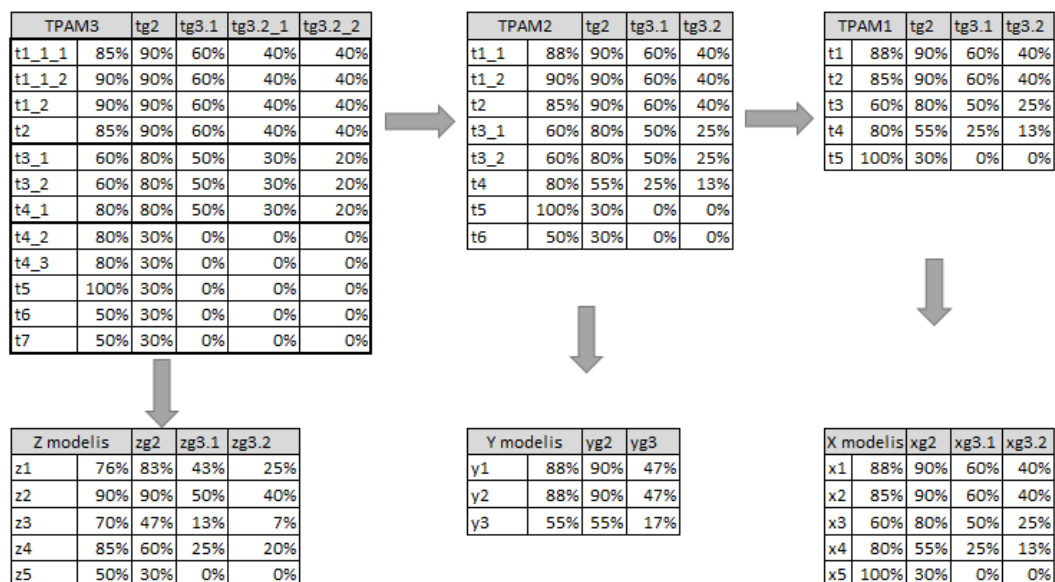 TPAM3 tg2 tg3.1 tg3.2_1 tg3.2_2
t1_1_1 85% 90% 60% 40% 40%
t1_1_2 90% 90% 60% 40% 40%
t1_2 90% 90% 60% 40% 40%
t2 85% 90% 60% 40% 40%
t3_1 60% 80% 50% 30% 20%
t3_2 60% 80% 50% 30% 20%
t4_1 80% 80% 50% 30% 20%
t4_2 80% 30% 0% 0% 0%
t4_3 80% 30% 0% 0% 0%
t5 100% 30% 0% 0% 0%
t6 50% 30% 0% 0% 0%
t7 50% 30% 0% 0% 0%
TPAM2 tg2 tg3.1 tg3.2
t1_1 88% 90% 60% 40%
t1_2 90% 90% 60% 40%
t2 85% 90% 60% 40%
t3_1 60% 80% 50% 25%
t3_2 60% 80% 50% 25%
t4 80% 55% 25% 13%
t5 100% 30% 0% 0%
t6 50% 30% 0% 0%
TPAM1 tg2 tg3.1 tg3.2
t1 88% 90% 60% 40%
t2 85% 90% 60% 40%
t3 60% 80% 50% 25%
t4 80% 55% 25% 13%
t5 100% 30% 0% 0%
Z modelis zg2 zg3.1 zg3.2
z1 76% 83% 43% 25%
z2 90% 90% 50% 40%
z3 70% 47% 13% 7%
z4 85% 60% 25% 20%
z5 50% 30% 0% 0%
Y modelis yg2 yg3
y1 88% 90% 47%
y2 88% 90% 47%
y3 55% 55% 17%
X modelis xg2 xg3.1 xg3.2
x1 88% 90% 60% 40%
x2 85% 90% 60% 40%
x3 60% 80% 50% 25%
x4 80% 55% 25% 13%
x5 100% 30% 0% 0%